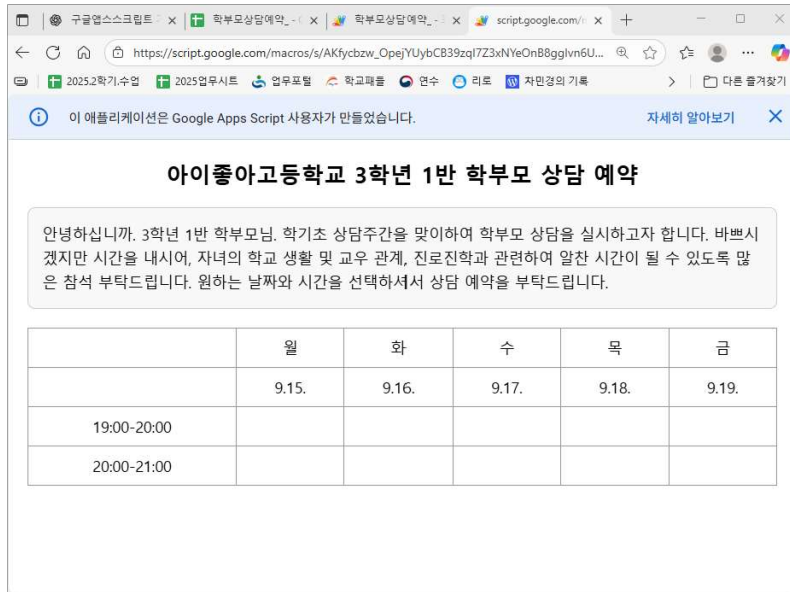 구글앱스스크립트
학부모상담예약_ -
학부모상담예약_ -
script.google.com/
https://script.google.com/macros/s/AKfycbzw_OpejYUybCB39zqI7Z3xNYeOnB8ggIvn6U...
2025.2학기.수업 2025업무시트 업무포털 학교패들 연수 리로 자민경의 기록 다른 즐겨찾기
이 애플리케이션은 Google Apps Script 사용자가 만들었습니다. 자세히 알아보기
아이좋아고등학교 3학년 1반 학부모 상담 예약
안녕하십니까. 3학년 1반 학부모님. 학기초 상담주간을 맞이하여 학부모 상담을 실시하고자 합니다. 바쁘시
겠지만 시간을 내시어, 자녀의 학교 생활 및 교우 관계, 진로진학과 관련하여 알찬 시간이 될 수 있도록 많
은 참석 부탁드립니다. 원하는 날짜와 시간을 선택하셔서 상담 예약을 부탁드립니다.
월 화 수 목 금
9.15. 9.16. 9.17. 9.18. 9.19.
19:00-20:00
20:00-21:00